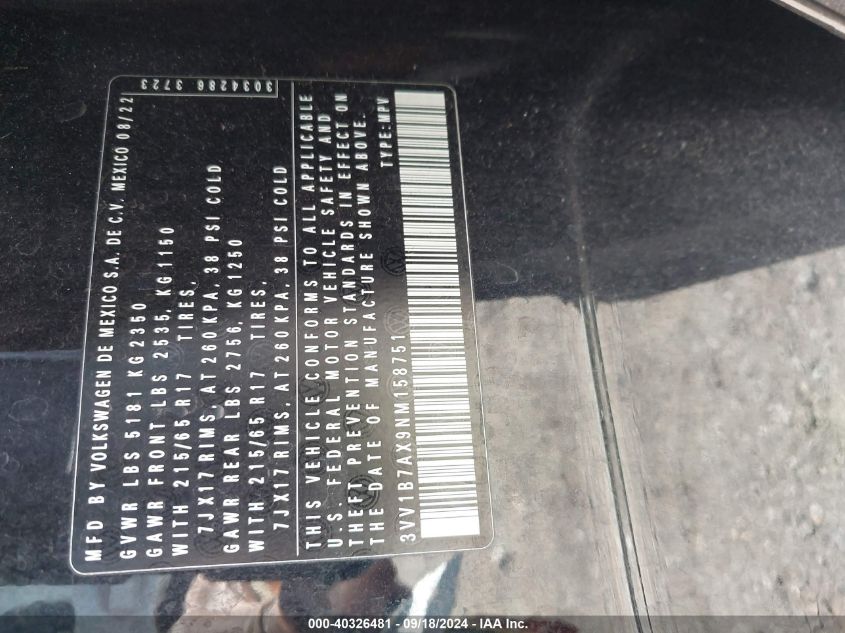 MFD BY VOLKSWAGEN DE MEXICO S.A. DE C.V. MEXICO 08/22
3034286 3723
GVWR LBS 5181 KG 2350
GAWR FRONT LBS 2535, KG 1150
WITH 215/65 R17 TIRES,
7JX17 RIMS, AT 260 KPA, 38 PSI COLD
GAWR REAR LBS 2756, KG 1250
WITH 215/65 R17 TIRES,
7JX17 RIMS, AT 260 KPA, 38 PSI COLD
THIS VEHICLE CONFORMS TO ALL APPLICABLE
U.S. FEDERAL MOTOR VEHICLE SAFETY AND
THEFT PREVENTION STANDARDS IN EFFECT ON
THE DATE OF MANUFACTURE SHOWN ABOVE.
TYPE: MPV
3VV1B7AX9NM158751
000-40326481 - 09/18/2024 - IAA Inc.